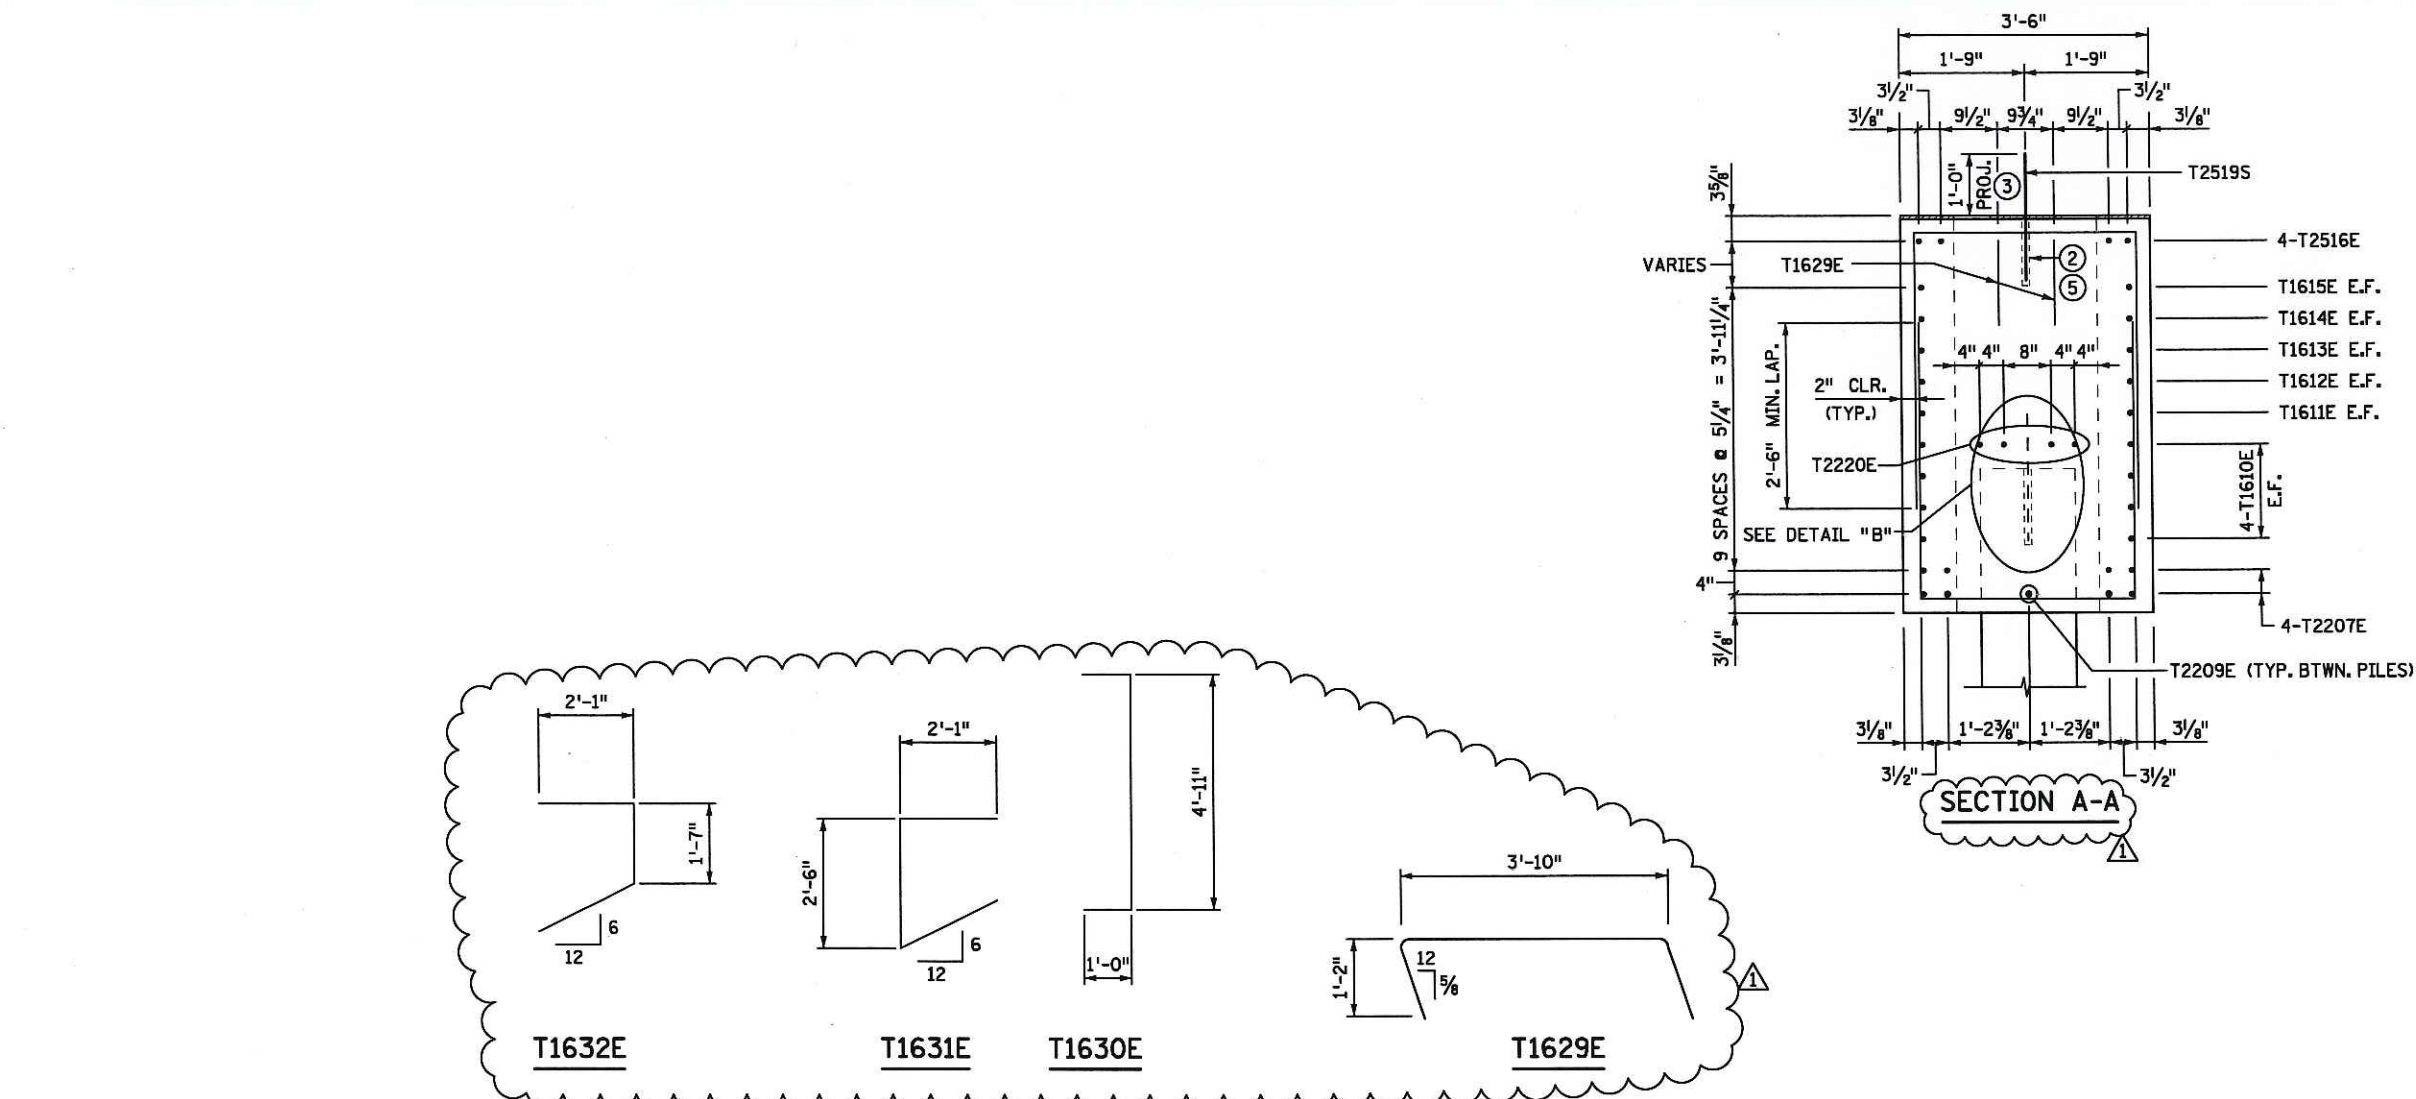 3'-6"
1'-9" 1'-9"
3½" 3½"
3⅛" 9½" 9¾" 9½" 3⅛"
3⅝"
1'-0" PROJ. 3
T2519S
4-T2516E
VARIES
T1629E
2
5
T1615E E.F.
T1614E E.F.
T1613E E.F.
T1612E E.F.
T1611E E.F.
9 SPACES @ 5¼" = 3'-11¼"
2'-6" MIN. LAP.
4" 4" 8" 4" 4"
2" CLR.
(TYP.)
T2220E
4-T1610E
E.F.
SEE DETAIL "B"
4"
3⅛"
4-T2207E
T2209E (TYP. BTWN. PILES)
3⅛" 1'-2⅜" 1'-2⅜" 3⅛"
3½" 3½"
SECTION A-A
1
2'-1"
1'-7"
6
12
T1632E
2'-1"
2'-6"
6
12
T1631E
4'-11"
1'-0"
T1630E
3'-10"
1'-2"
12
⅝
T1629E
1